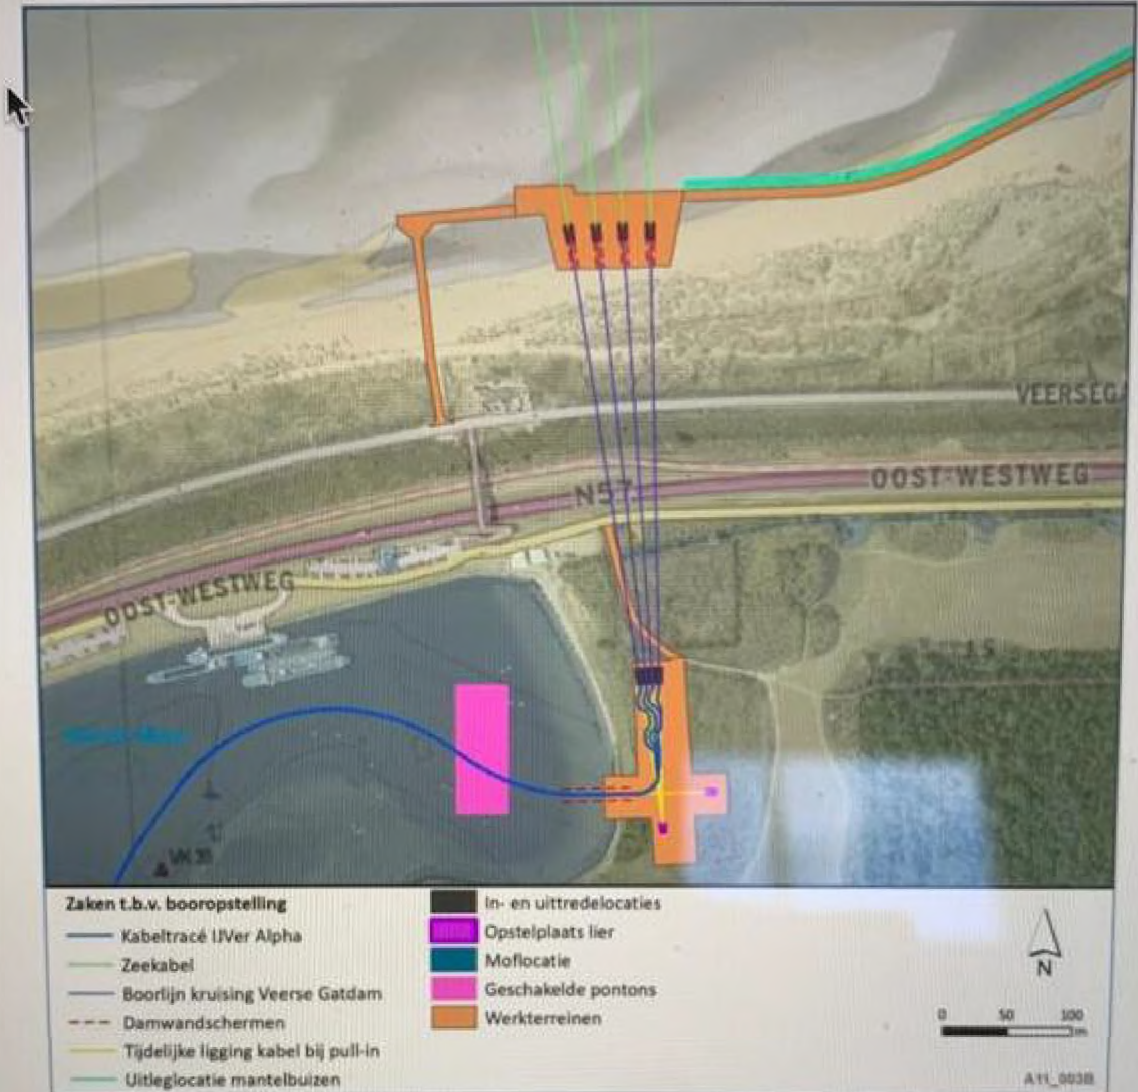 VEERSEGA
OOST-WESTWEG
N57
OOST-WESTWEG
Zaken t.b.v. booropstelling
Kabeltracé IJVer Alpha
Zeekabel
Boorlijn kruising Veerse Gatdam
Damwandschermen
Tijdelijke ligging kabel bij pull-in
Uitleglocatie mantelbuizen
In- en uittredelocaties
Opstelplaats lier
Moflocatie
Geschakelde pontons
Werkterreinen
N
0 50 100
m
A11_003B